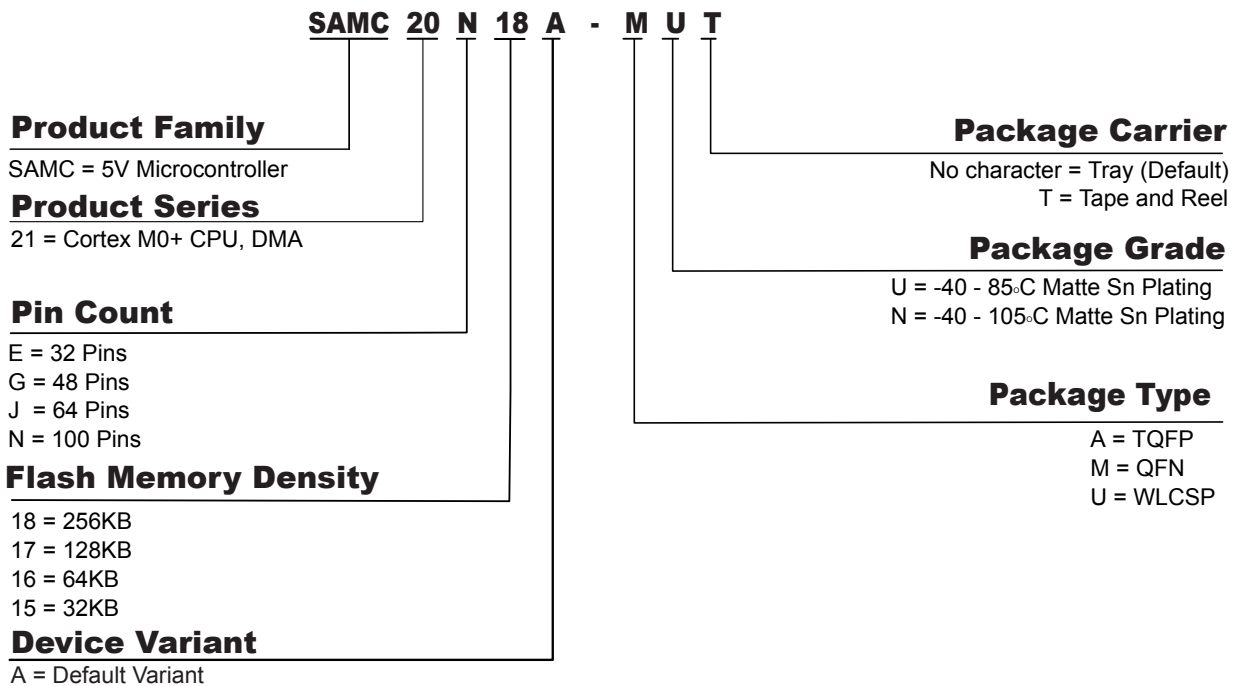 SAMC 20 N 18 A - M U T
Product Family
SAMC = 5V Microcontroller
Product Series
21 = Cortex M0+ CPU, DMA
Pin Count
E = 32 Pins
G = 48 Pins
J = 64 Pins
N = 100 Pins
Flash Memory Density
18 = 256KB
17 = 128KB
16 = 64KB
15 = 32KB
Device Variant
A = Default Variant
Package Carrier
No character = Tray (Default)
T = Tape and Reel
Package Grade
U = -40 - 85°C Matte Sn Plating
N = -40 - 105°C Matte Sn Plating
Package Type
A = TQFP
M = QFN
U = WLCSP